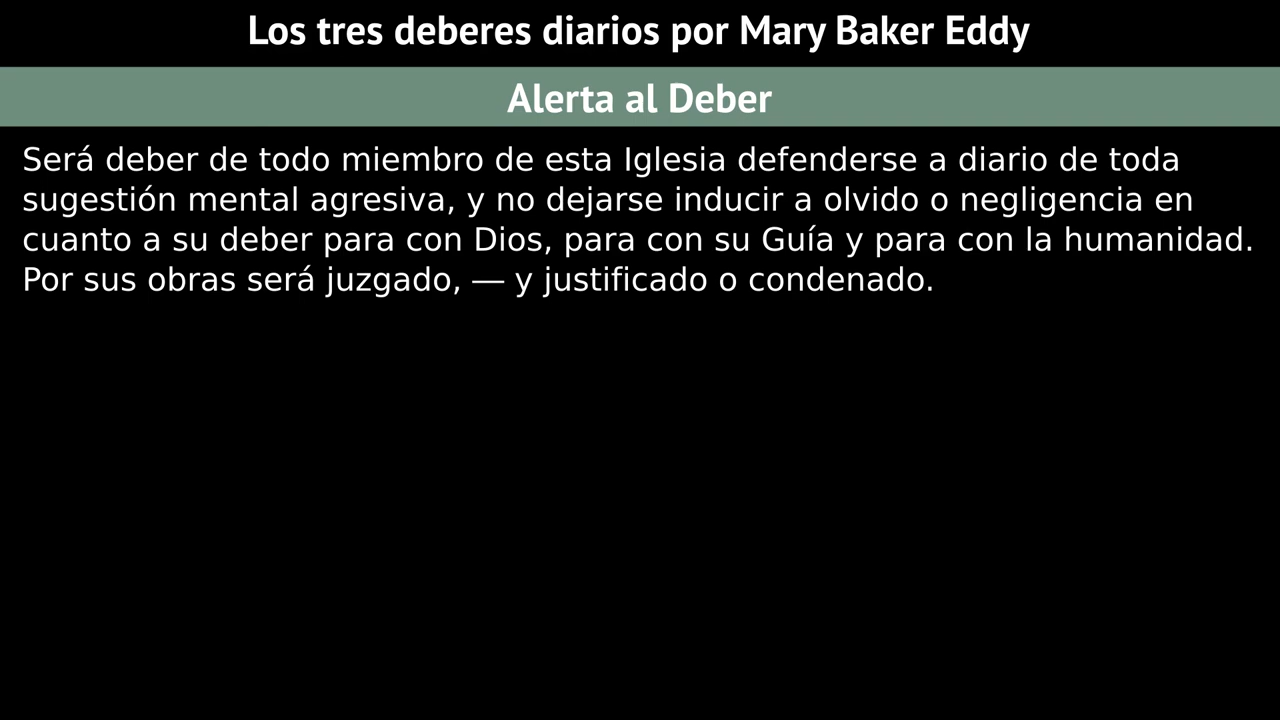 Los tres deberes diarios por Mary Baker Eddy
Alerta al Deber
Será deber de todo miembro de esta Iglesia defenderse a diario de toda
sugestión mental agresiva, y no dejarse inducir a olvido o negligencia en
cuanto a su deber para con Dios, para con su Guía y para con la humanidad.
Por sus obras será juzgado, — y justificado o condenado.